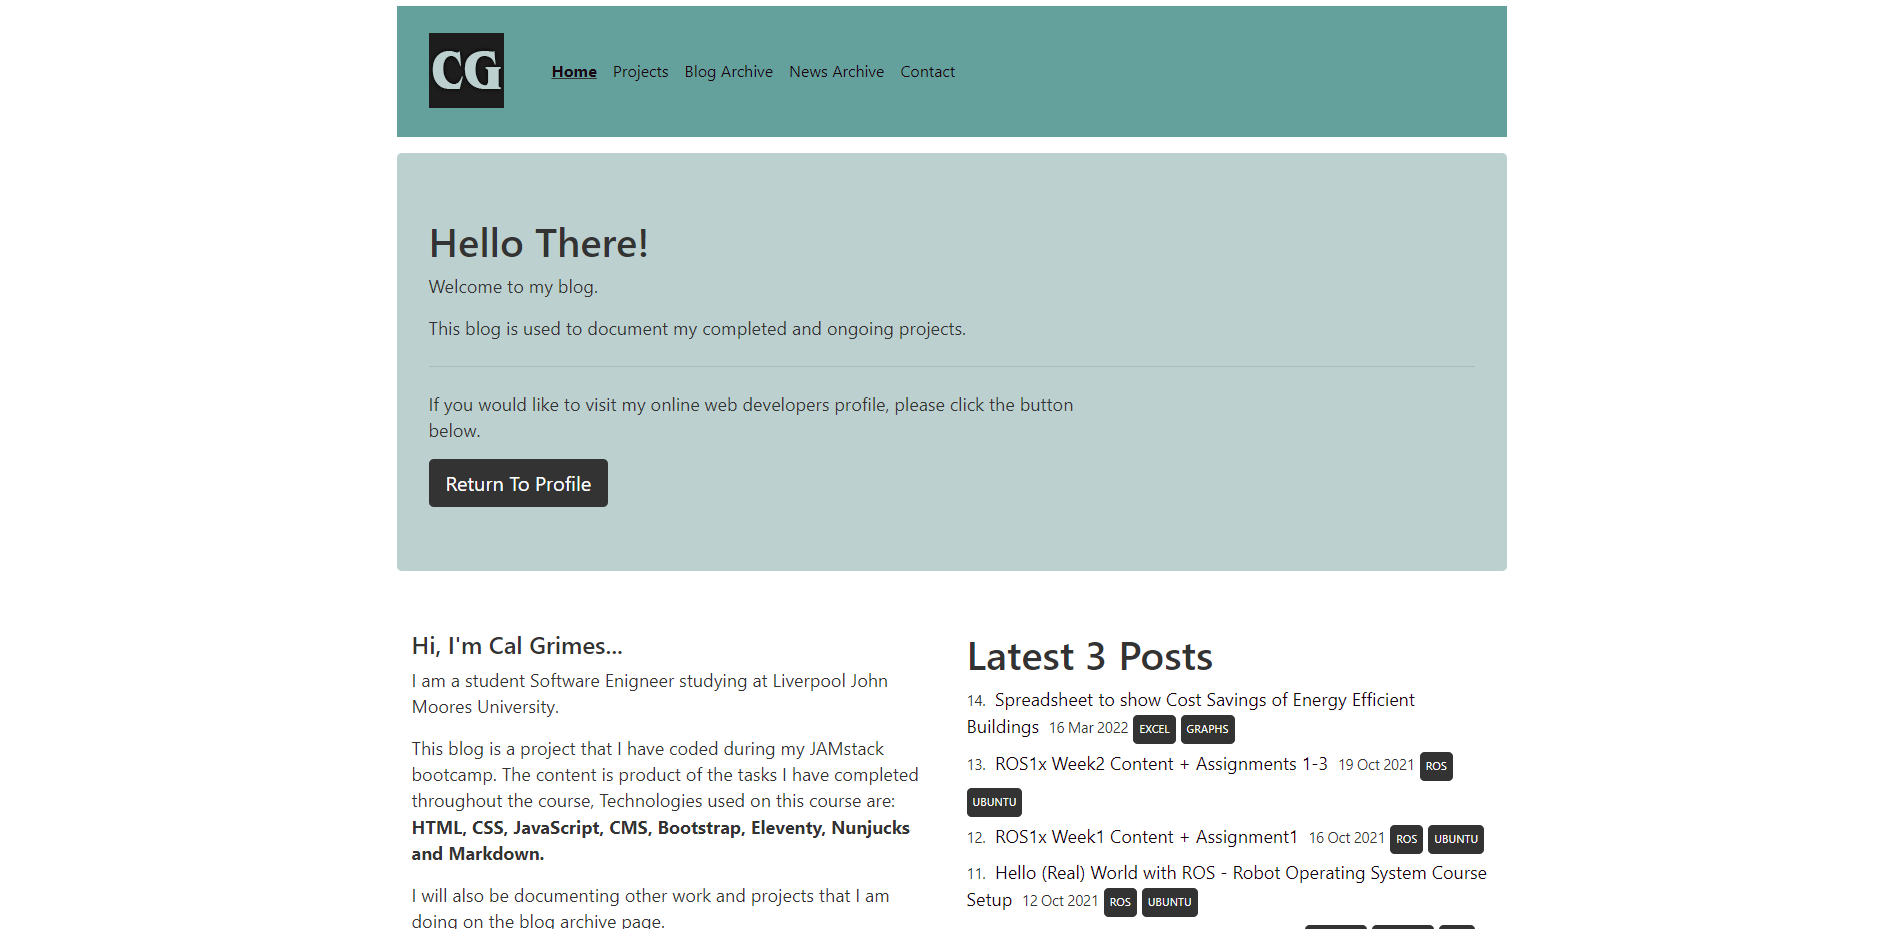 CG
Home Projects Blog Archive News Archive Contact
Hello There!
Welcome to my blog.
This blog is used to document my completed and ongoing projects.
If you would like to visit my online web developers profile, please click the button
below.
Return To Profile
Hi, I'm Cal Grimes...
I am a student Software Enigneer studying at Liverpool John
Moores University.
This blog is a project that I have coded during my JAMstack
bootcamp. The content is product of the tasks I have completed
throughout the course, Technologies used on this course are:
HTML, CSS, JavaScript, CMS, Bootstrap, Eleventy, Nunjucks
and Markdown.
I will also be documenting other work and projects that I am
doing on the blog archive page.
Latest 3 Posts
14. Spreadsheet to show Cost Savings of Energy Efficient
Buildings 16 Mar 2022 EXCEL GRAPHS
13. ROS1x Week2 Content + Assignments 1-3 19 Oct 2021 ROS
UBUNTU
12. ROS1x Week1 Content + Assignment1 16 Oct 2021 ROS UBUNTU
11. Hello (Real) World with ROS - Robot Operating System Course
Setup 12 Oct 2021 ROS UBUNTU